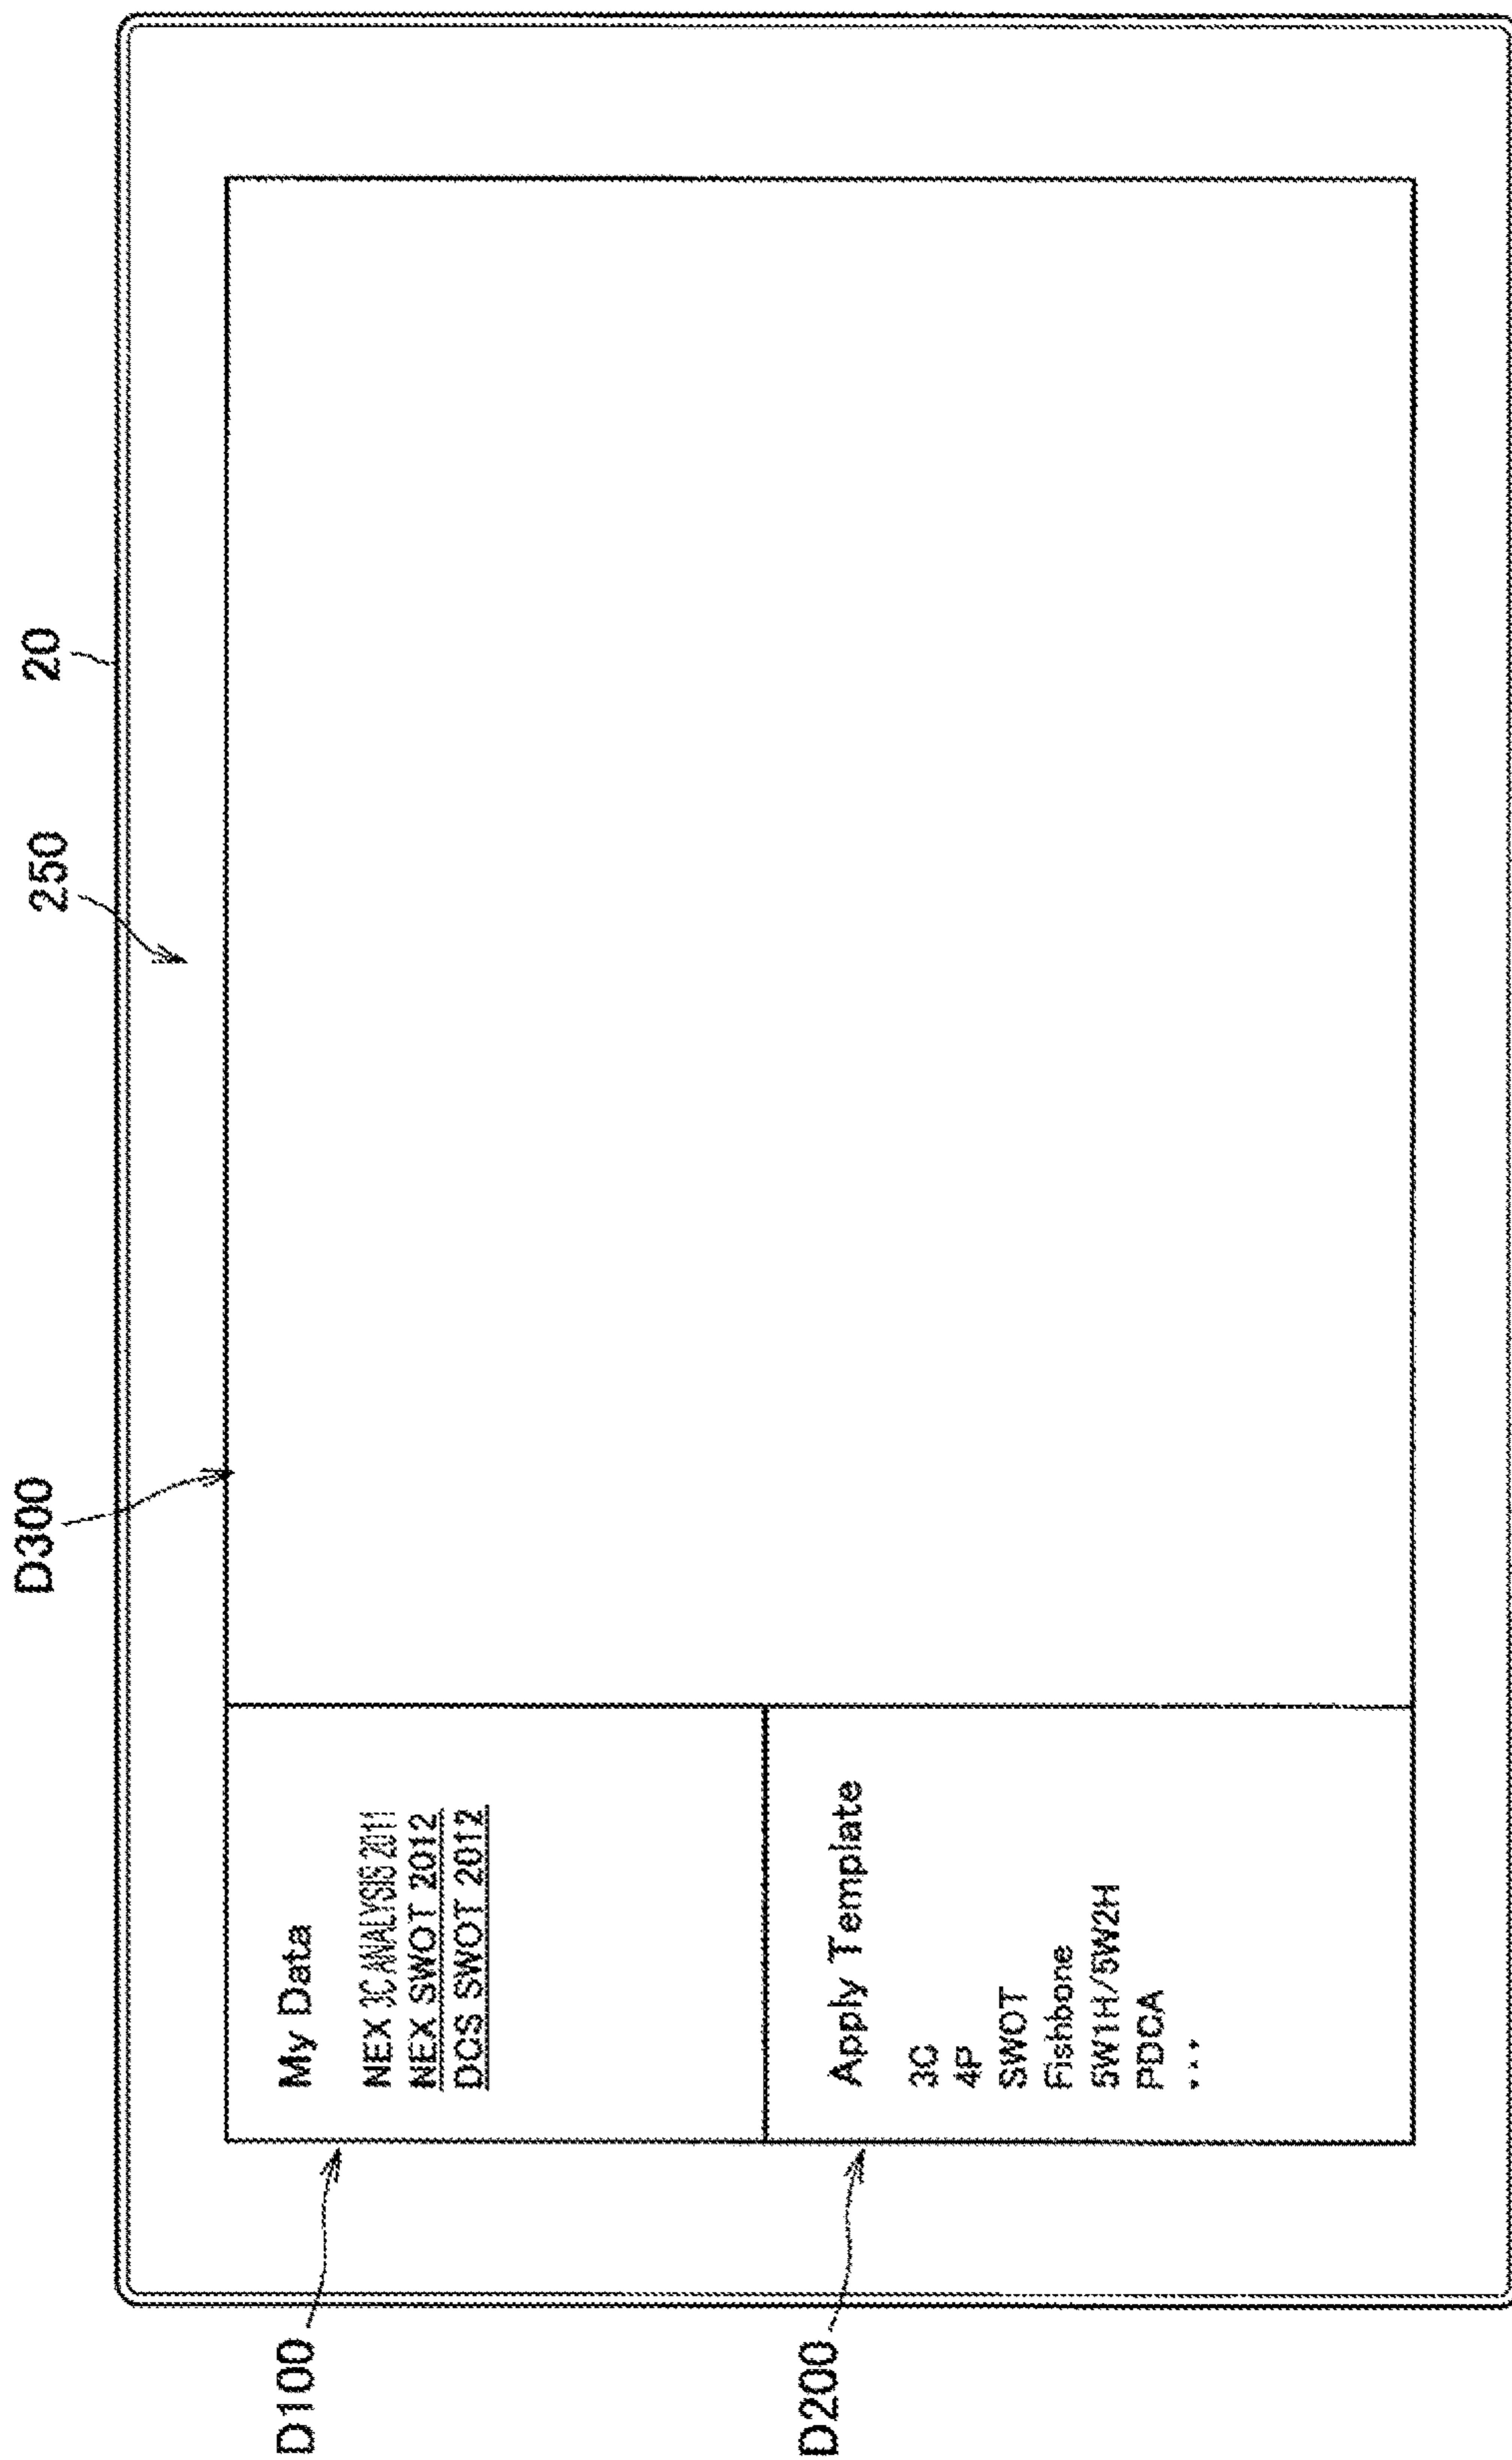 20
250
D300
D100
My Data
NEX 3C ANALYSIS 2011
NEX SWOT 2012
DCS SWOT 2012
D200
Apply Template
3C
4P
SWOT
Fishbone
5W1H/5W2H
PDCA
...